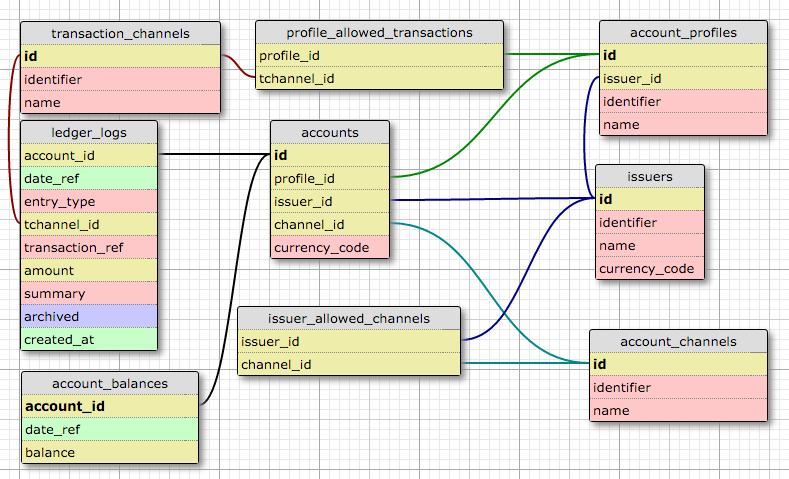 transaction_channels
id
identifier
name
profile_allowed_transactions
profile_id
tchannel_id
account_profiles
id
issuer_id
identifier
name
ledger_logs
account_id
date_ref
entry_type
tchannel_id
transaction_ref
amount
summary
archived
created_at
accounts
id
profile_id
issuer_id
channel_id
currency_code
issuers
id
identifier
name
currency_code
issuer_allowed_channels
issuer_id
channel_id
account_channels
id
identifier
name
account_balances
account_id
date_ref
balance